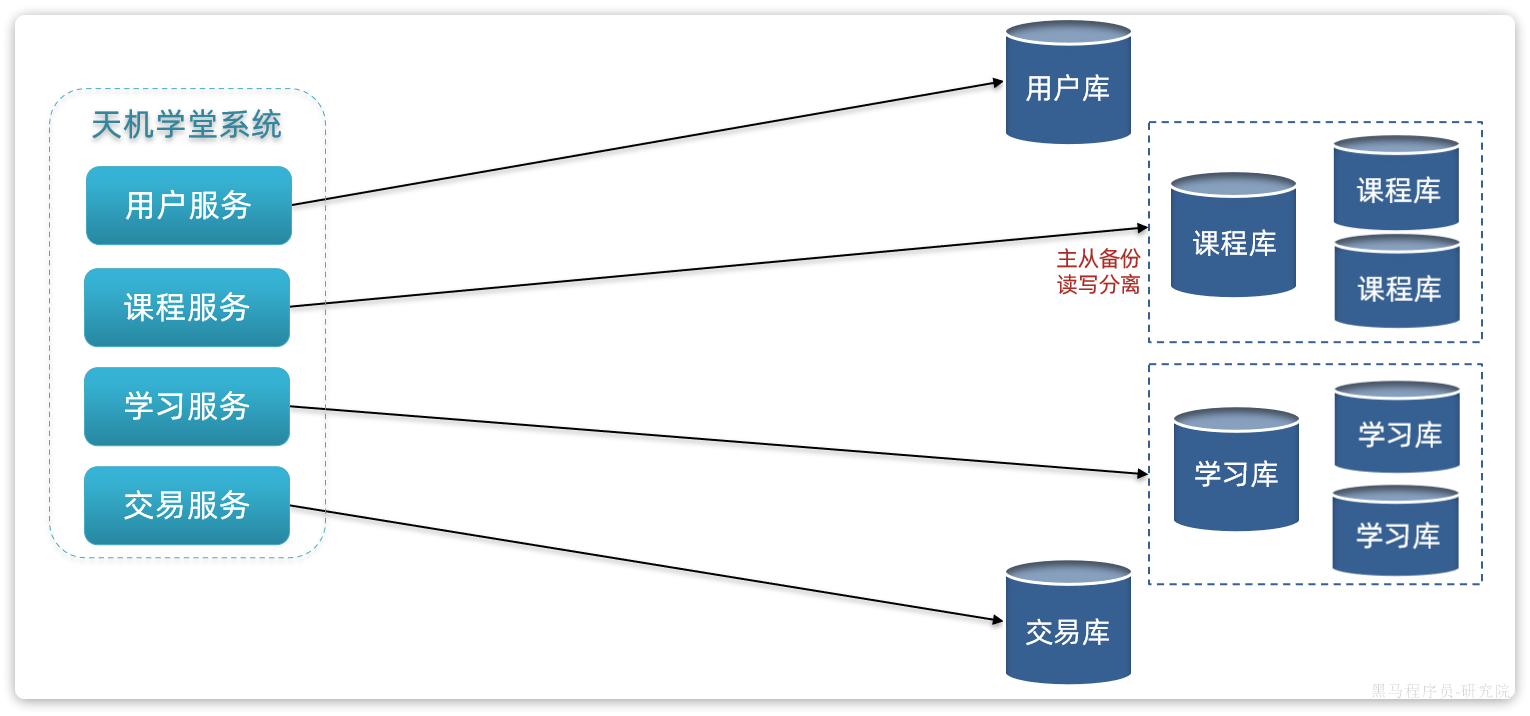 天机学堂系统
用户服务
课程服务
学习服务
交易服务
用户库
主从备份
读写分离
课程库
课程库
课程库
学习库
学习库
学习库
交易库
黑马程序员-研究院